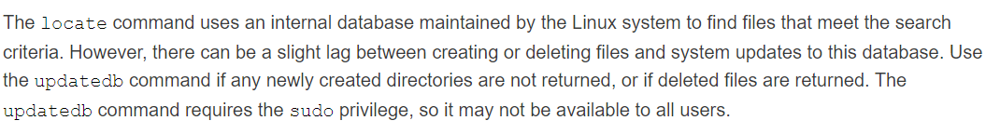 The locate command uses an internal database maintained by the Linux system to find files that meet the search
criteria. However, there can be a slight lag between creating or deleting files and system updates to this database. Use
the updatedb command if any newly created directories are not returned, or if deleted files are returned. The
updatedb command requires the sudo privilege, so it may not be available to all users.